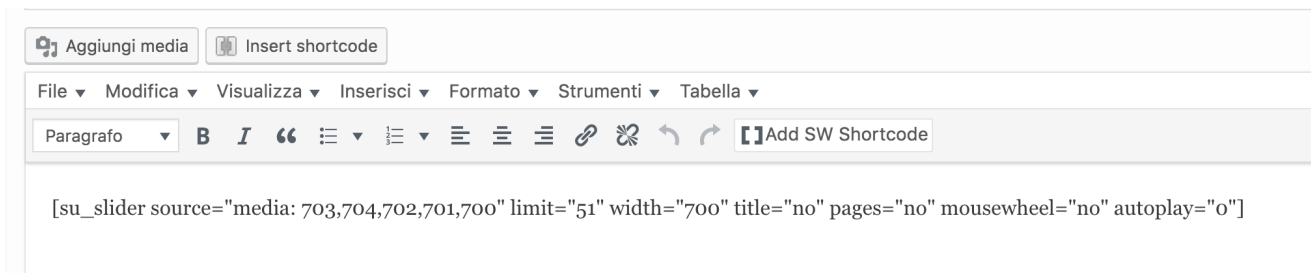 Aggiungi media Insert shortcode
File Modifica Visualizza Inserisci Formato Strumenti Tabella
Paragrafo B I Add SW Shortcode
[su_slider source="media: 703,704,702,701,700" limit="51" width="700" title="no" pages="no" mousewheel="no" autoplay="0"]